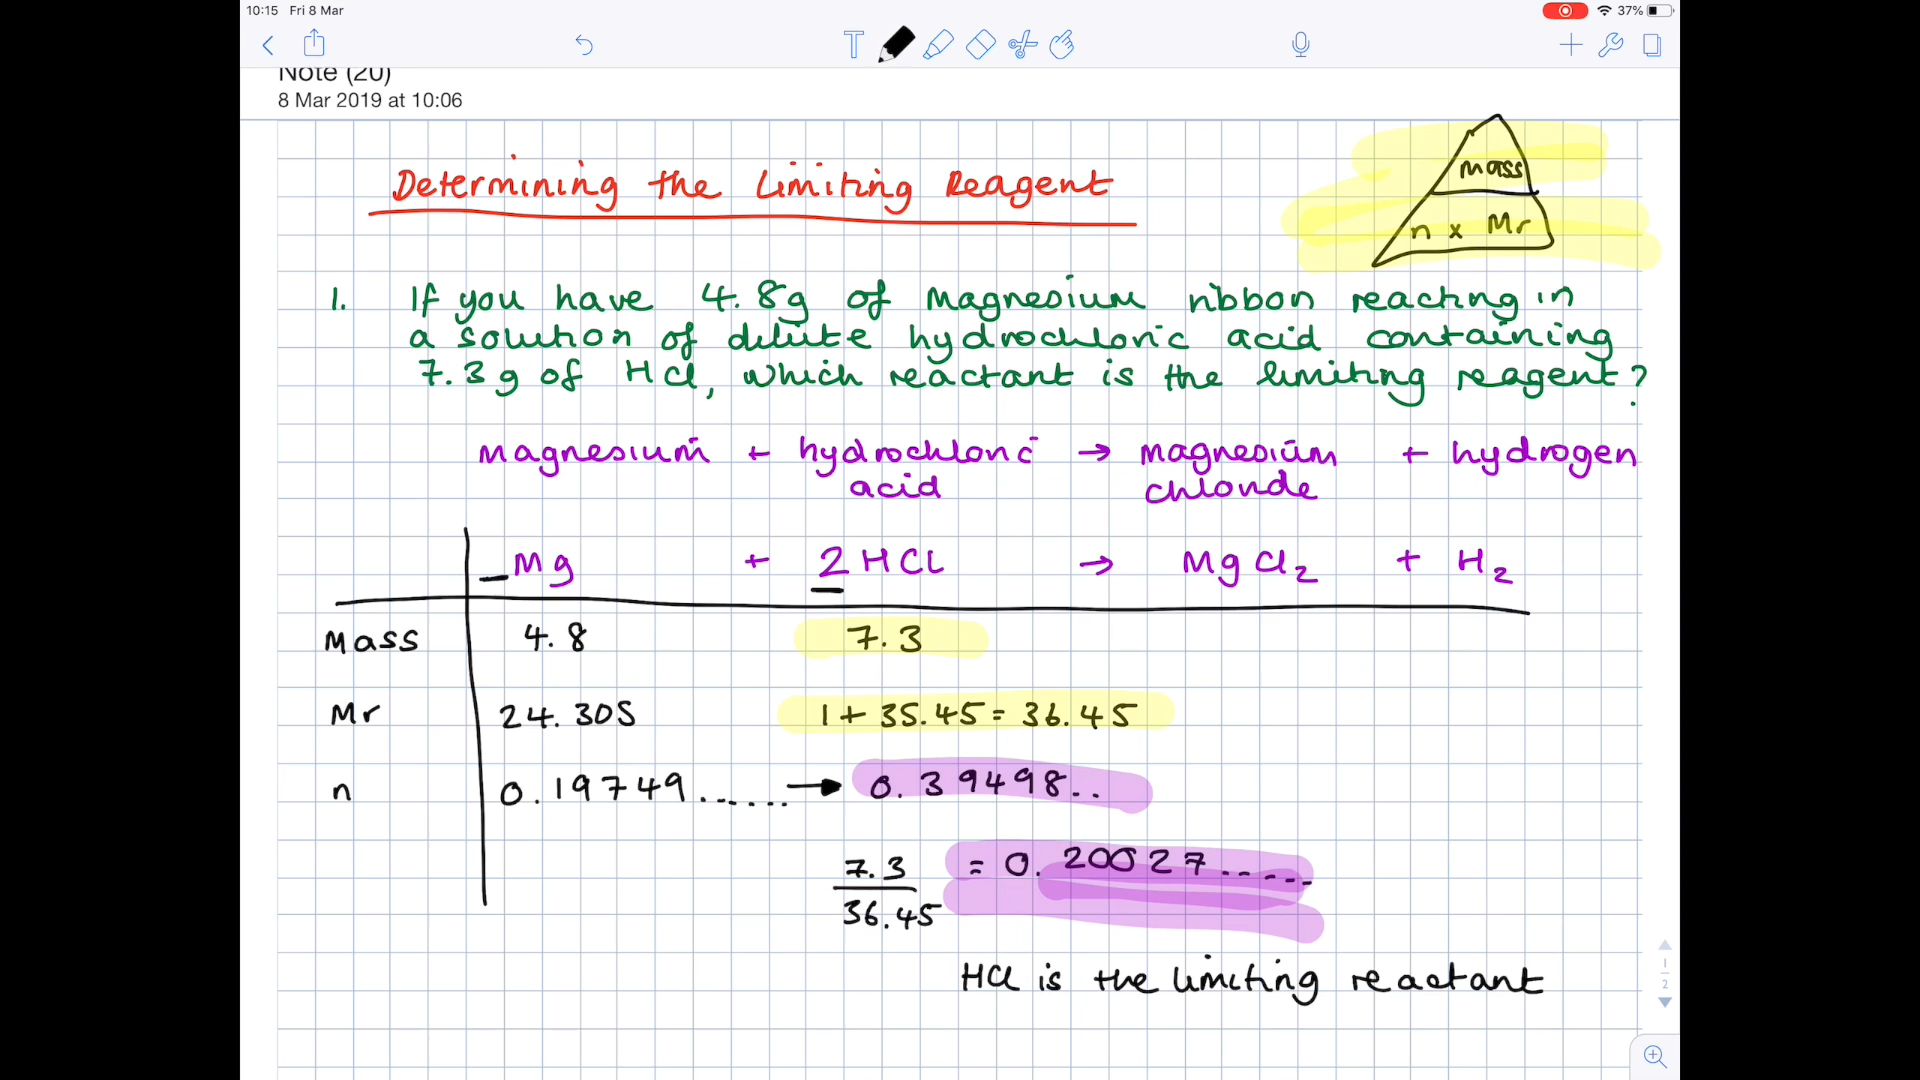 10:15 Fri 8 Mar
37%
T
Note (20)
8 Mar 2019 at 10:06
Determining the Limiting Reagent
mass
n x Mr
1. If you have 4.8g of magnesium ribbon reacting in
a solution of dilute hydrochloric acid containing
7.3g of HCl, which reactant is the limiting reagent?
magnesium + hydrochloric → magnesium + hydrogen
acid chloride
_Mg + 2HCl → MgCl2 + H2
Mass 4.8 7.3
Mr 24.305 1 + 35.45 = 36.45
n 0.19749...... → 0.39498..
7.3 = 0.20027.....
36.45
HCl is the limiting reactant
1
2